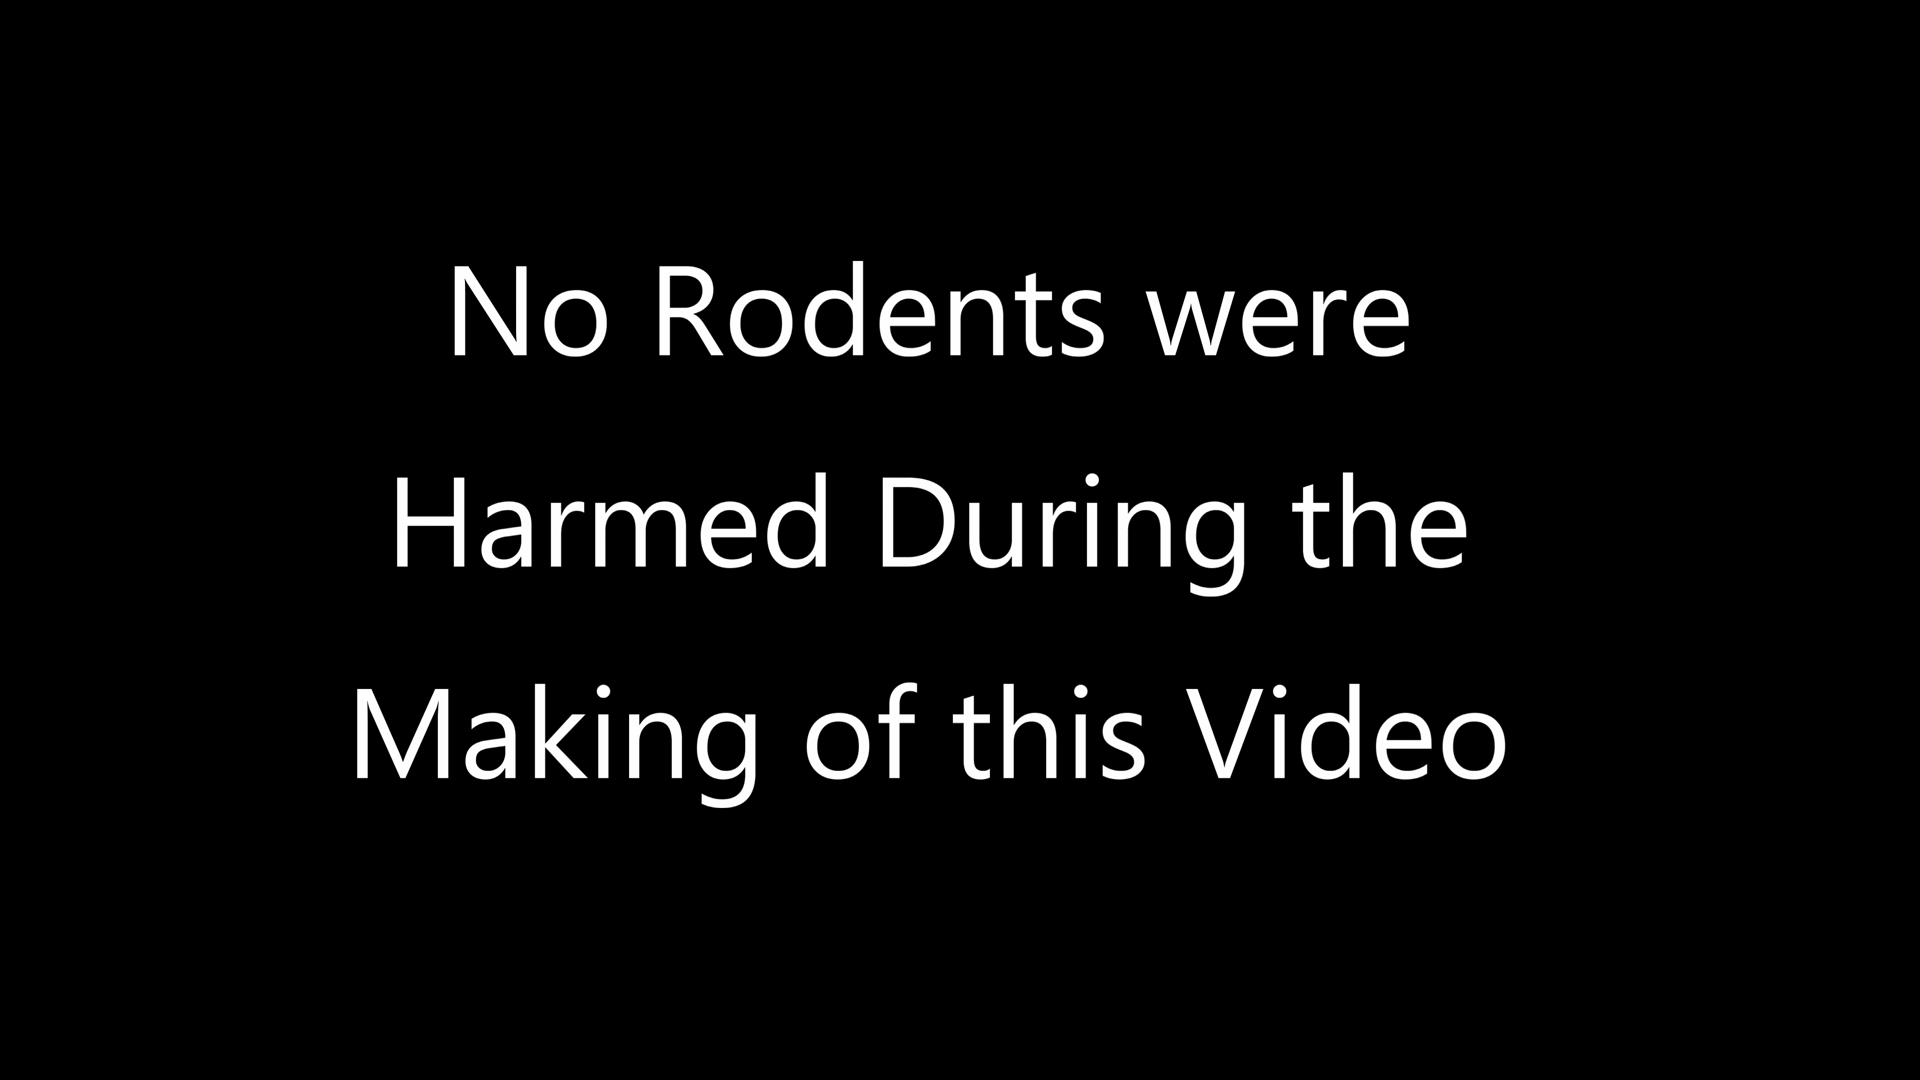 No Rodents were
Harmed During the
Making of this Video